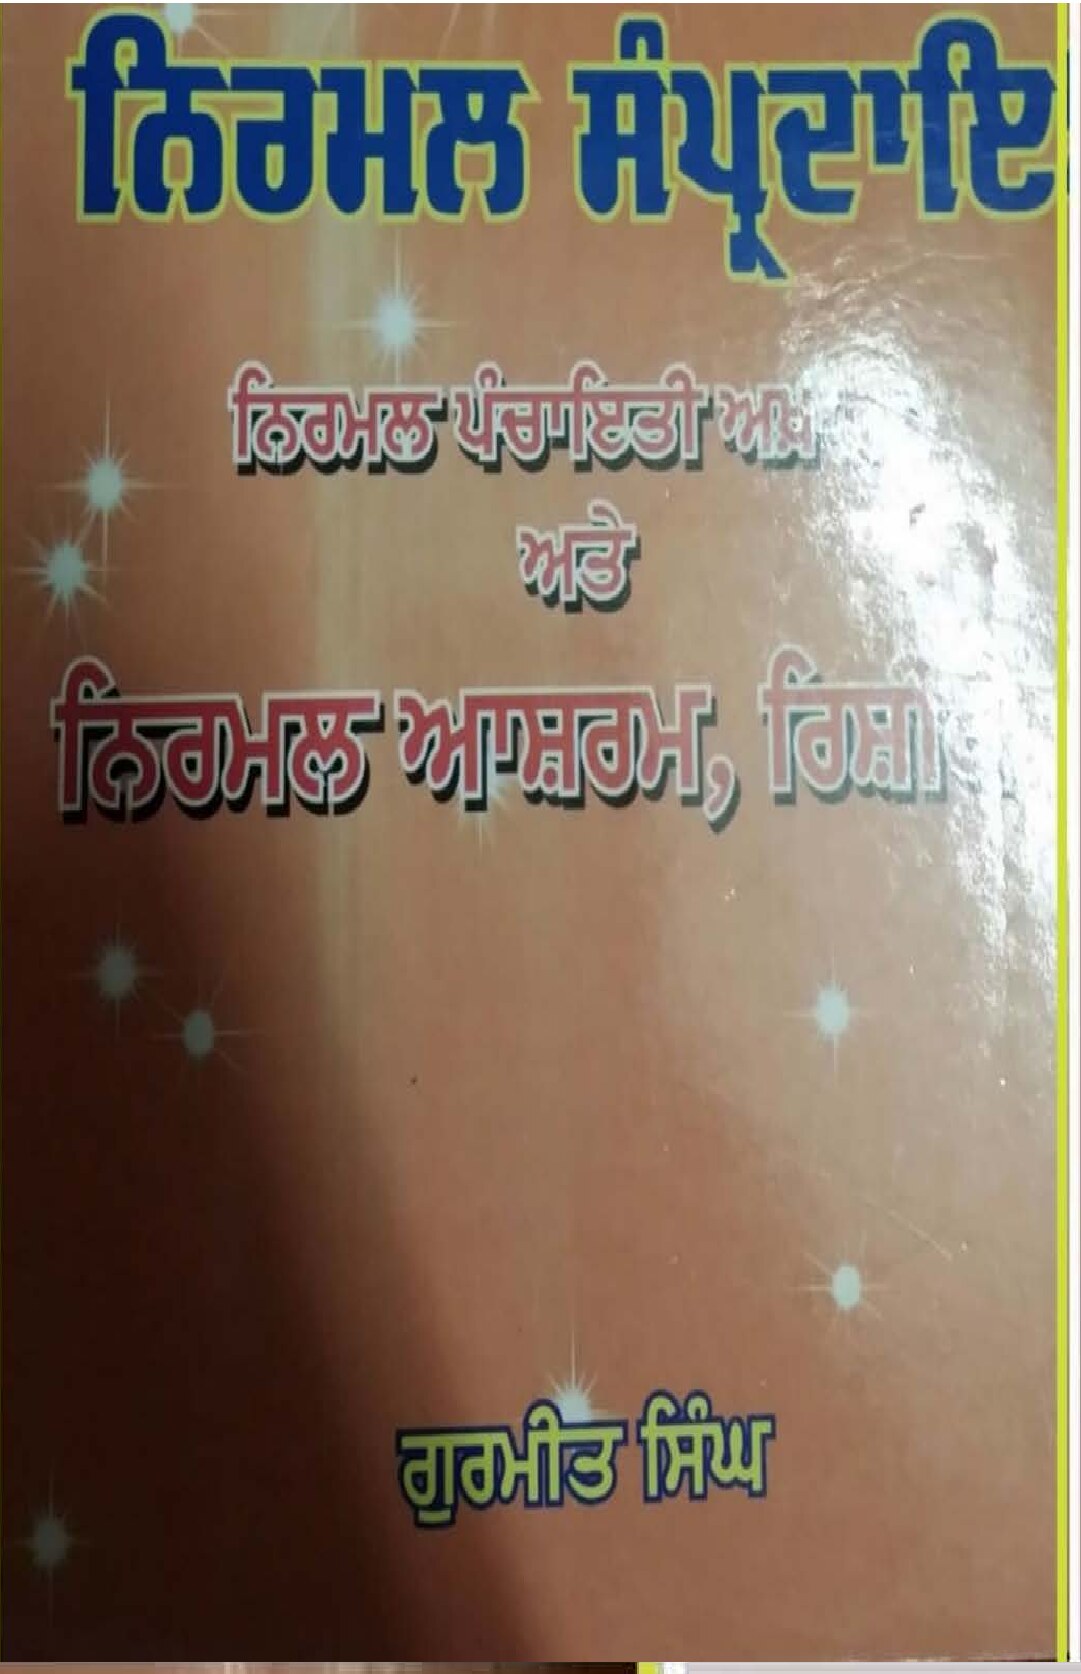 ਨਿਰਮਲ ਸੰਪ੍ਰਦਾਇ
ਨਿਰਮਲ ਪੰਚਾਇਤੀ
ਅਤੇ
ਨਿਰਮਲ ਆਸ਼ਰਮ,
ਗੁਰਮੀਤ ਸਿੰਘ